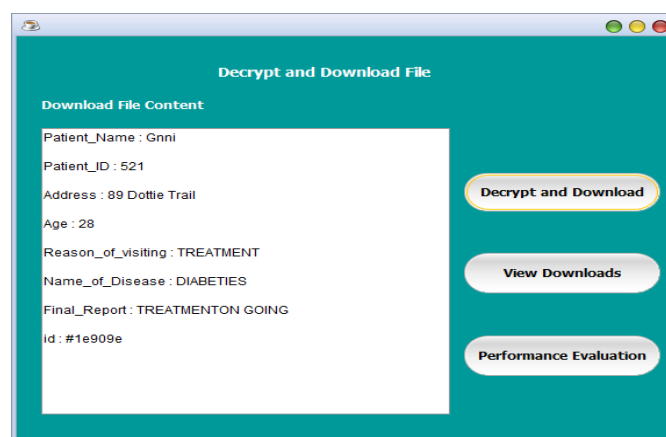 Decrypt and Download File
Download File Content
Patient_Name : Gnni
Patient_ID : 521
Address : 89 Dottie Trail
Age : 28
Reason_of_visiting : TREATMENT
Name_of_Disease : DIABETIES
Final_Report : TREATMENTON GOING
id : #1e909e
Decrypt and Download
View Downloads
Performance Evaluation